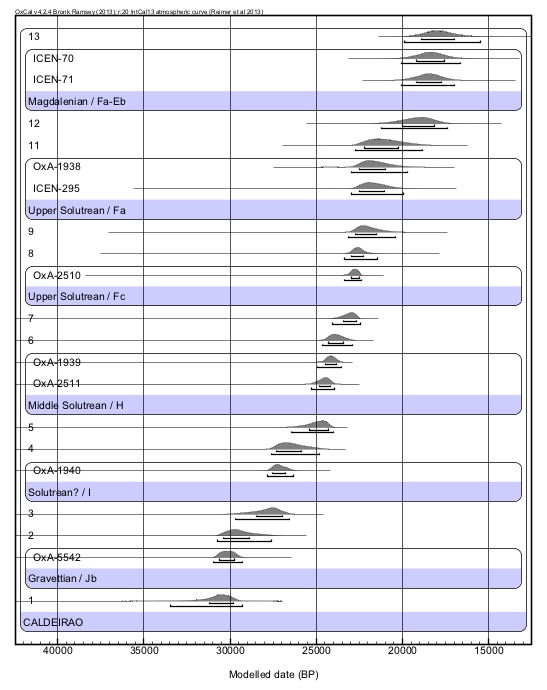 OxCal v4.2.4 Bronk Ramsey (2013); r:20 IntCal13 atmospheric curve (Reimer et al 2013)
13
ICEN-70
ICEN-71
Magdalenian / Fa-Eb
12
11
OxA-1938
ICEN-295
Upper Solutrean / Fa
9
8
OxA-2510
Upper Solutrean / Fc
7
6
OxA-1939
OxA-2511
Middle Solutrean / H
5
4
OxA-1940
Solutrean? / I
3
2
OxA-5542
Gravettian / Jb
1
CALDEIRAO
40000 35000 30000 25000 20000 15000
Modelled date (BP)